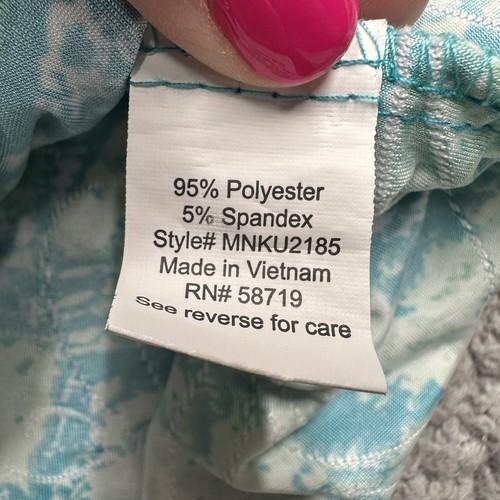 95% Polyester
5% Spandex
Style# MNKU2185
Made in Vietnam
RN# 58719
See reverse for care